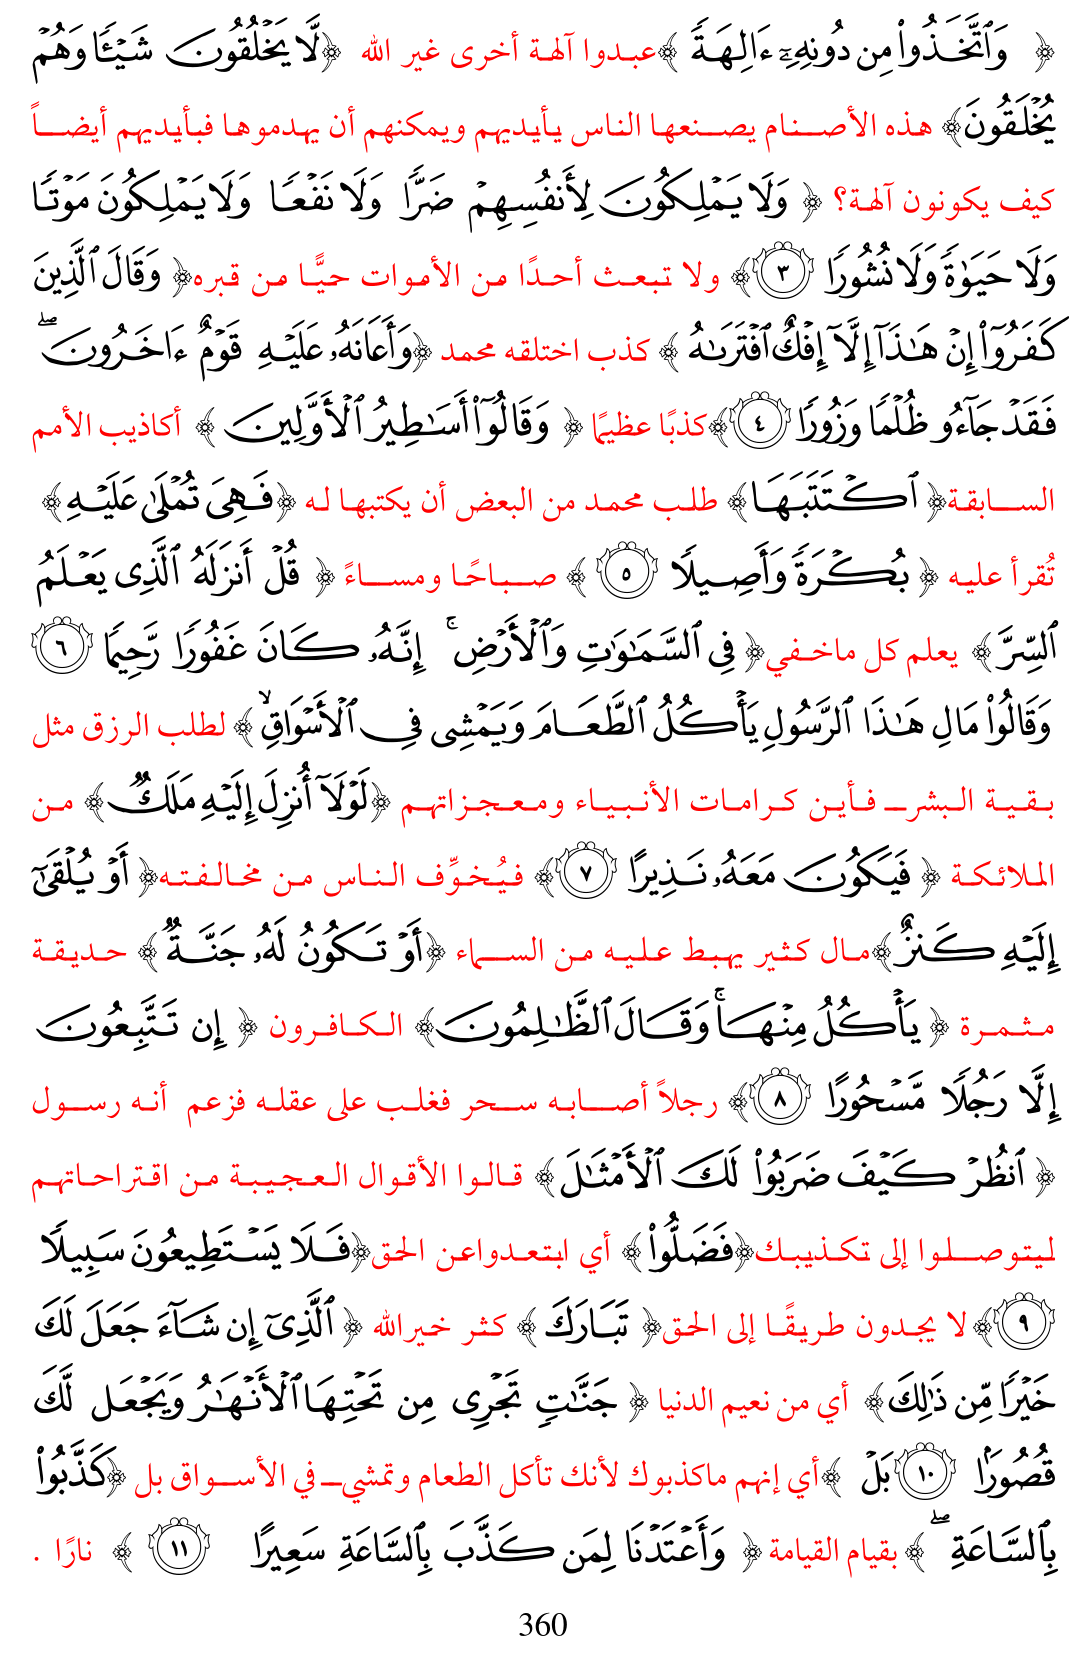 ﴿ وَٱتَّخَذُوا۟ مِن دُونِهِۦٓ ءَالِهَةً ﴾عبدوا آلهة أخرى غير الله ﴿لَّا يَخْلُقُونَ شَيْـًٔا وَهُمْ
يُخْلَقُونَ﴾ هذه الأصنام يصنعها الناس يأيديهم ويمكنهم أن يهدموها فبأيديهم أيضاً
كيف يكونون آلهة؟ ﴿ وَلَا يَمْلِكُونَ لِأَنفُسِهِمْ ضَرًّا وَلَا نَفْعًا وَلَا يَمْلِكُونَ مَوْتًا
وَلَا حَيَوٰةً وَلَا نُشُورًا ٣﴾ ولا تبعث أحدًا من الأموات حيًّا من قبره﴿ وَقَالَ ٱلَّذِينَ
كَفَرُوٓا۟ إِنْ هَـٰذَآ إِلَّآ إِفْكٌ ٱفْتَرَىٰهُ ﴾ كذب اختلقه محمد ﴿وَأَعَانَهُۥ عَلَيْهِ قَوْمٌ ءَاخَرُونَ ۖ
فَقَدْ جَآءُو ظُلْمًا وَزُورًا ٤﴾كذبًا عظيمًا ﴿ وَقَالُوٓا۟ أَسَـٰطِيرُ ٱلْأَوَّلِينَ ﴾ أكاذيب الأمم
السابقة﴿ ٱكْتَتَبَهَا﴾ طلب محمد من البعض أن يكتبها له ﴿فَهِىَ تُمْلَىٰ عَلَيْهِ﴾
تُقرأ عليه ﴿ بُكْرَةً وَأَصِيلًا ٥ ﴾ صباحًا ومساءً ﴿ قُلْ أَنزَلَهُ ٱلَّذِى يَعْلَمُ
ٱلسِّرَّ﴾ يعلم كل ماخفي﴿ فِى ٱلسَّمَـٰوَٰتِ وَٱلْأَرْضِ ۚ إِنَّهُۥ كَانَ غَفُورًا رَّحِيمًا ٦
وَقَالُوا۟ مَالِ هَـٰذَا ٱلرَّسُولِ يَأْكُلُ ٱلطَّعَامَ وَيَمْشِى فِى ٱلْأَسْوَاقِ ۙ ﴾ لطلب الرزق مثل
بقية البشر فأين كرامات الأنبياء ومعجزاتهم ﴿لَوْلَآ أُنزِلَ إِلَيْهِ مَلَكٌ﴾ من
الملائكة ﴿ فَيَكُونَ مَعَهُۥ نَذِيرًا ٧﴾ فيُخوِّف الناس من مخالفته﴿ أَوْ يُلْقَىٰٓ
إِلَيْهِ كَنزٌ﴾مال كثير يهبط عليه من السماء ﴿أَوْ تَكُونُ لَهُۥ جَنَّةٌ﴾ حديقة
مثمرة ﴿ يَأْكُلُ مِنْهَا ۚ وَقَالَ ٱلظَّـٰلِمُونَ﴾ الكافرون ﴿ إِن تَتَّبِعُونَ
إِلَّا رَجُلًا مَّسْحُورًا ٨﴾ رجلاً أصابه سحر فغلب على عقله فزعم أنه رسول
﴿ ٱنظُرْ كَيْفَ ضَرَبُوا۟ لَكَ ٱلْأَمْثَـٰلَ﴾ قالوا الأقوال العجيبة من اقتراحاتهم
ليتوصلوا إلى تكذيبك﴿فَضَلُّوا۟﴾ أي ابتعدواعن الحق﴿فَلَا يَسْتَطِيعُونَ سَبِيلًا
٩﴾ لا يجدون طريقًا إلى الحق﴿ تَبَارَكَ ﴾ كثر خيرالله ﴿ ٱلَّذِىٓ إِن شَآءَ جَعَلَ لَكَ
خَيْرًا مِّن ذَٰلِكَ﴾ أي من نعيم الدنيا ﴿ جَنَّـٰتٍ تَجْرِى مِن تَحْتِهَا ٱلْأَنْهَـٰرُ وَيَجْعَل لَّكَ
قُصُورًۢا ١٠ بَلْ ﴾أي إنهم ماكذبوك لأنك تأكل الطعام وتمشي في الأسواق بل ﴿كَذَّبُوا۟
بِٱلسَّاعَةِ ۖ ﴾ بقيام القيامة ﴿ وَأَعْتَدْنَا لِمَن كَذَّبَ بِٱلسَّاعَةِ سَعِيرًا ١١ ﴾ نارًا .
360